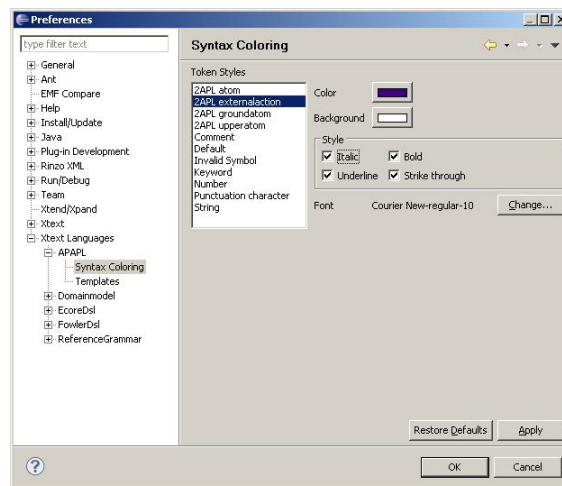 Preferences
type filter text
General
Ant
EMF Compare
Help
Install/Update
Java
Plug-in Development
Rinzo XML
Run/Debug
Team
Xtend/Xpand
Xtext
Xtext Languages
APAPL
Syntax Coloring
Templates
Domainmodel
EcoreDsl
FowlerDsl
ReferenceGrammar
Syntax Coloring
Token Styles
2APL atom
2APL externalaction
2APL groundatom
2APL upperatom
Comment
Default
Invalid Symbol
Keyword
Number
Punctuation character
String
Color
Background
Style
Italic Bold
Underline Strike through
Font Courier New-regular-10 Change...
Restore Defaults Apply
? OK Cancel